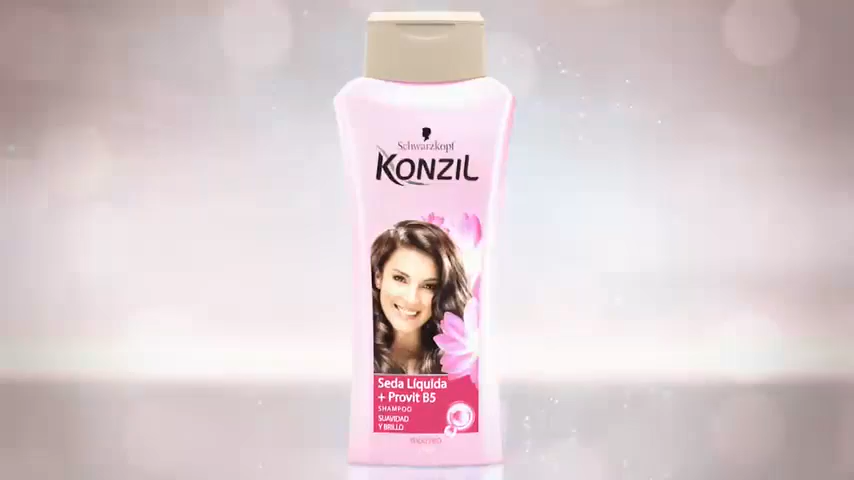 Schwarzkopf
KONZIL
Seda Líquida
+ Provit B5
SHAMPOO
SUAVIDAD
Y BRILLO